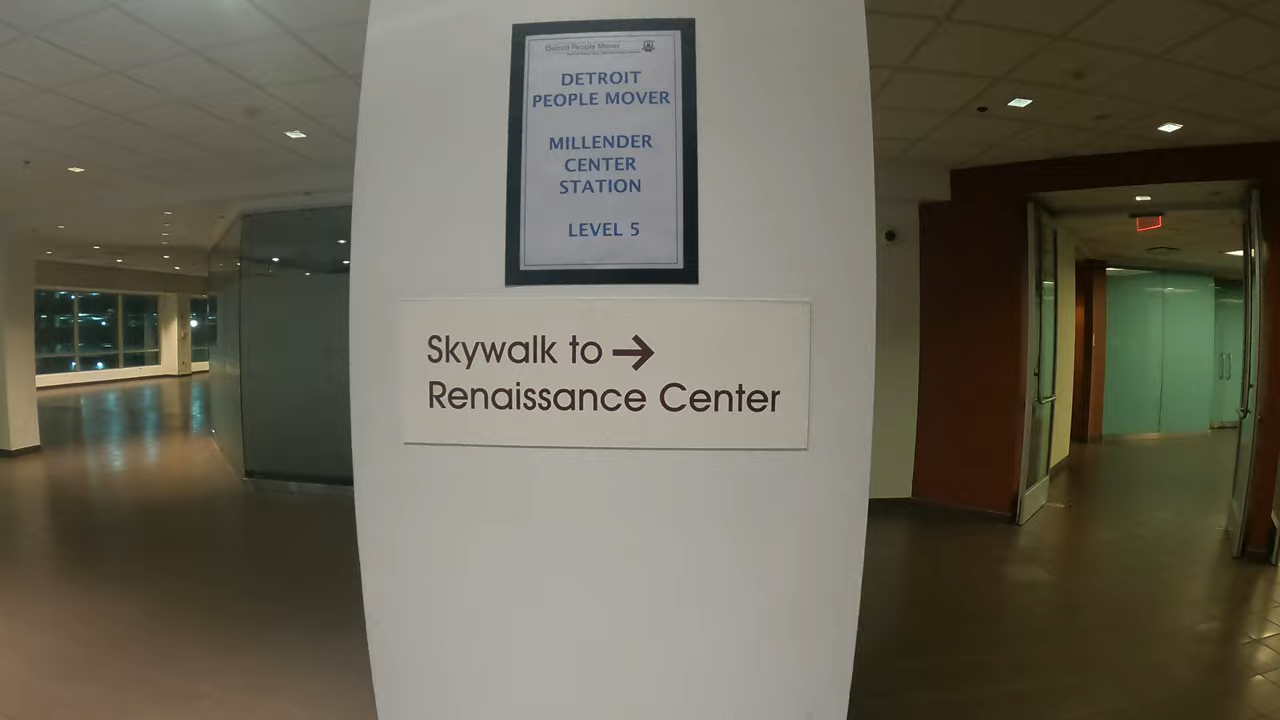 Detroit People Mover
DETROIT
PEOPLE MOVER
MILLENDER
CENTER
STATION
LEVEL 5
Skywalk to →
Renaissance Center